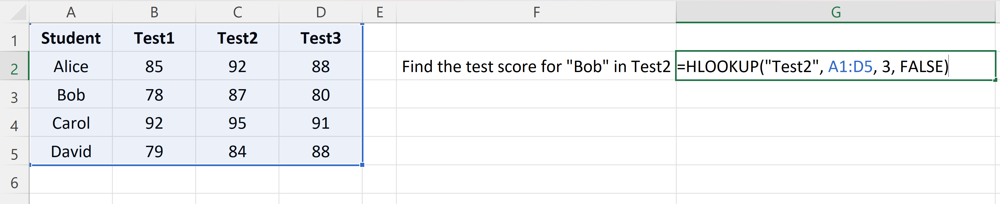 A B C D E F G
1 Student Test1 Test2 Test3
2 Alice 85 92 88 Find the test score for "Bob" in Test2 =HLOOKUP("Test2", A1:D5, 3, FALSE)
3 Bob 78 87 80
4 Carol 92 95 91
5 David 79 84 88
6